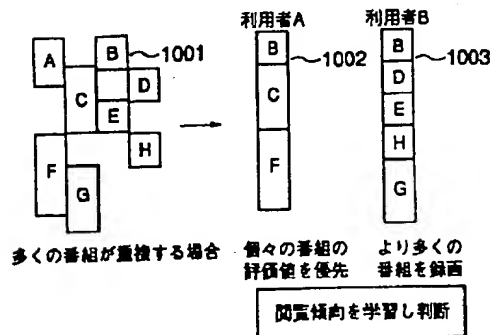 利用者A 利用者B
A B 1001 B 1002 B 1003
C D C D
E E
F H F H
G G
多くの番組が重複する場合
個々の番組の
評価値を優先
より多くの
番組を録画
閲覧傾向を学習し判断